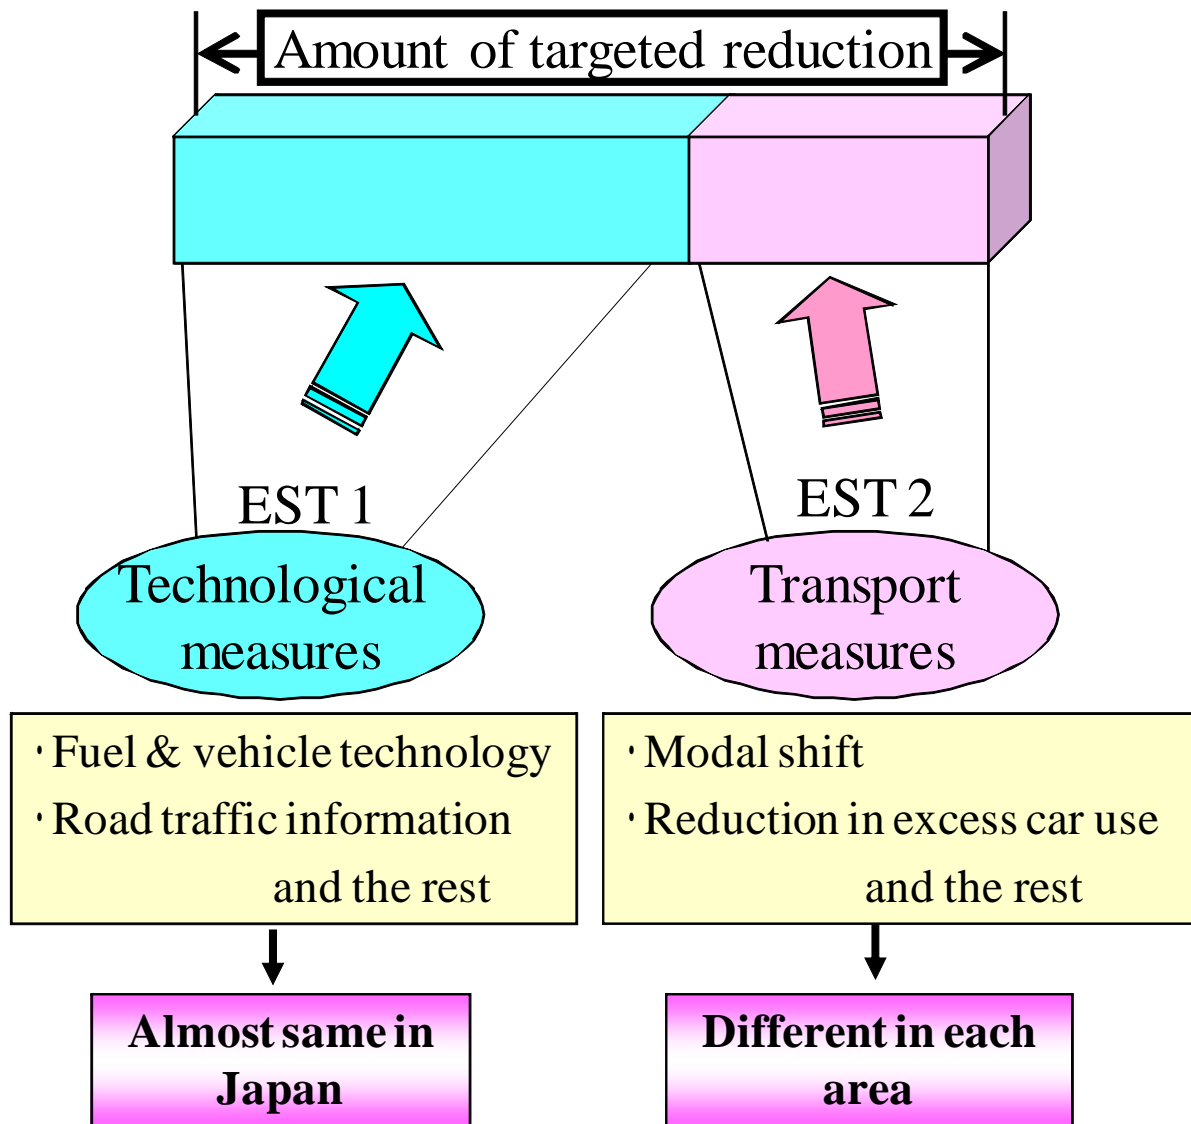 Amount of targeted reduction
EST 1
Technological
measures
EST 2
Transport
measures
· Fuel & vehicle technology
· Road traffic information
and the rest
· Modal shift
· Reduction in excess car use
and the rest
Almost same in
Japan
Different in each
area